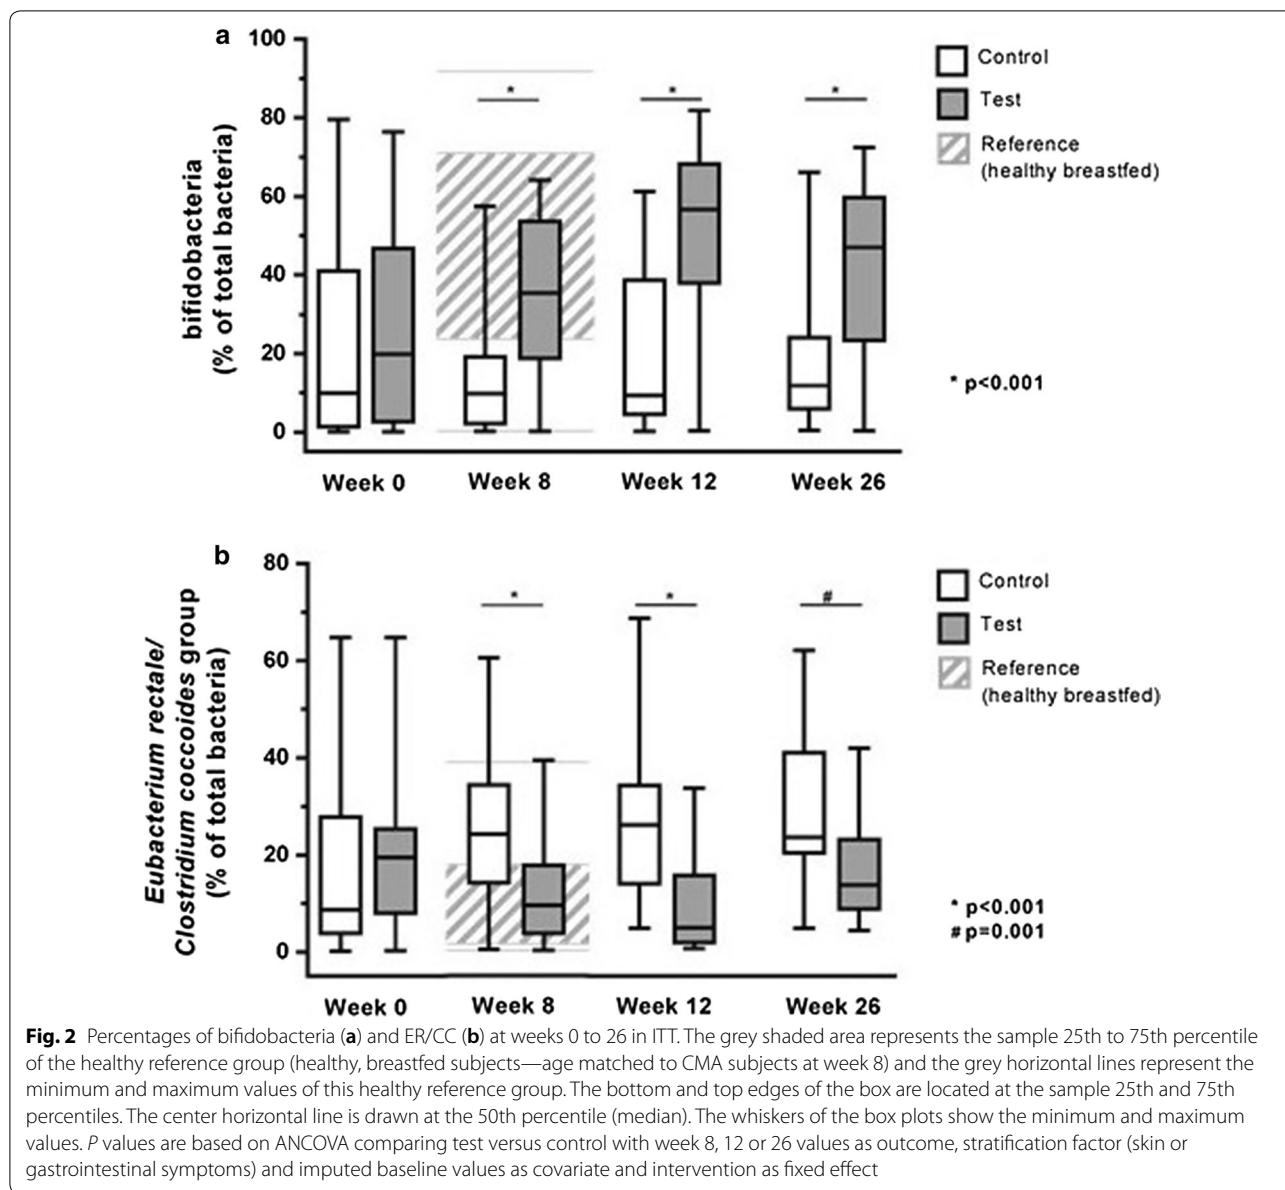 a
100
80
60
40
20
0
bifidobacteria
(% of total bacteria)
*
*
*
Control
Test
Reference
(healthy breastfed)
* p<0.001
Week 0
Week 8
Week 12
Week 26
b
80
60
40
20
0
Eubacterium rectale/
Clostridium coccoides group
(% of total bacteria)
*
*
#
Control
Test
Reference
(healthy breastfed)
* p<0.001
# p=0.001
Week 0
Week 8
Week 12
Week 26
Fig. 2 Percentages of bifidobacteria (a) and ER/CC (b) at weeks 0 to 26 in ITT. The grey shaded area represents the sample 25th to 75th percentile
of the healthy reference group (healthy, breastfed subjects—age matched to CMA subjects at week 8) and the grey horizontal lines represent the
minimum and maximum values of this healthy reference group. The bottom and top edges of the box are located at the sample 25th and 75th
percentiles. The center horizontal line is drawn at the 50th percentile (median). The whiskers of the box plots show the minimum and maximum
values. P values are based on ANCOVA comparing test versus control with week 8, 12 or 26 values as outcome, stratification factor (skin or
gastrointestinal symptoms) and imputed baseline values as covariate and intervention as fixed effect